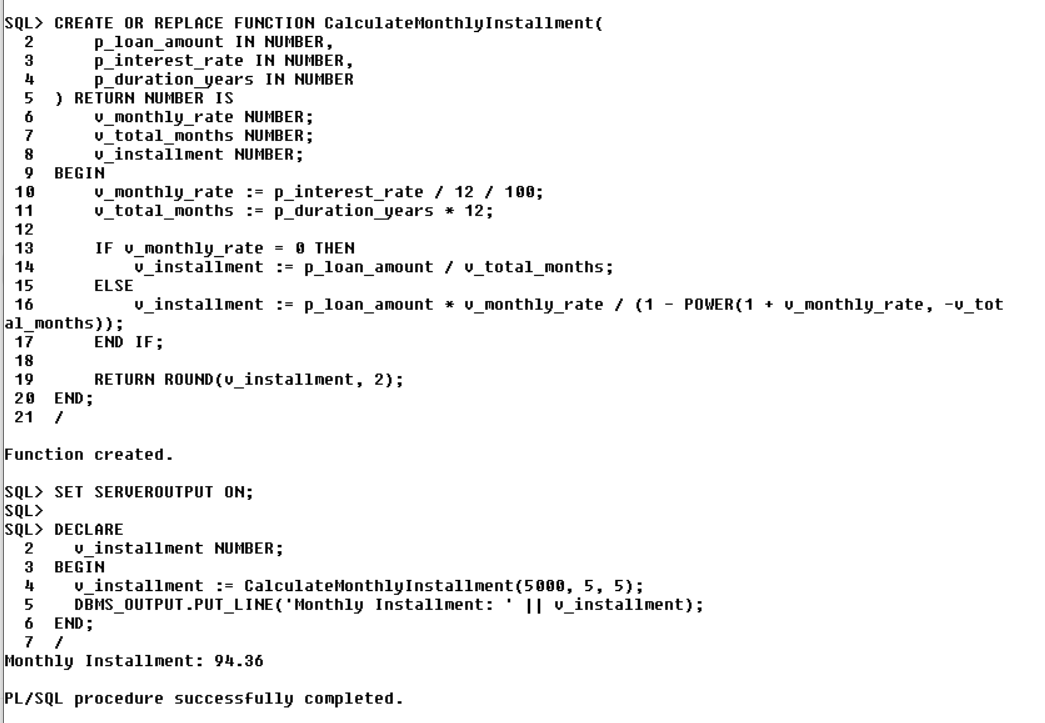 SQL> CREATE OR REPLACE FUNCTION CalculateMonthlyInstallment(
  2      p_loan_amount IN NUMBER,
  3      p_interest_rate IN NUMBER,
  4      p_duration_years IN NUMBER
  5  ) RETURN NUMBER IS
  6      v_monthly_rate NUMBER;
  7      v_total_months NUMBER;
  8      v_installment NUMBER;
  9  BEGIN
 10      v_monthly_rate := p_interest_rate / 12 / 100;
 11      v_total_months := p_duration_years * 12;
 12
 13      IF v_monthly_rate = 0 THEN
 14          v_installment := p_loan_amount / v_total_months;
 15      ELSE
 16          v_installment := p_loan_amount * v_monthly_rate / (1 - POWER(1 + v_monthly_rate, -v_tot
al_months));
 17      END IF;
 18
 19      RETURN ROUND(v_installment, 2);
 20  END;
 21  /

Function created.

SQL> SET SERVEROUTPUT ON;
SQL>
SQL> DECLARE
  2    v_installment NUMBER;
  3  BEGIN
  4    v_installment := CalculateMonthlyInstallment(5000, 5, 5);
  5    DBMS_OUTPUT.PUT_LINE('Monthly Installment: ' || v_installment);
  6  END;
  7  /
Monthly Installment: 94.36

PL/SQL procedure successfully completed.